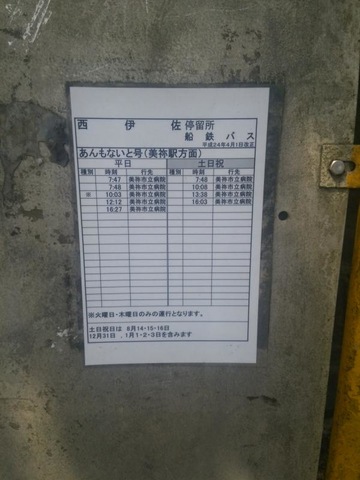 西 伊 佐 停留所
船 鉄 バ ス
平成24年4月1日改正
あんもないと号(美祢駅方面)
平日 土日祝
種別 時刻 行先 種別 時刻 行先
7:47 美祢市立病院 7:48 美祢市立病院
7:48 美祢市立病院 10:08 美祢市立病院
※ 10:03 美祢市立病院 13:38 美祢市立病院
12:12 美祢市立病院 16:03 美祢市立病院
16:27 美祢市立病院
※火曜日・木曜日のみの運行となります。
土日祝日は 8月14・15・16日
12月31日 、1月1・2・3日を含みます